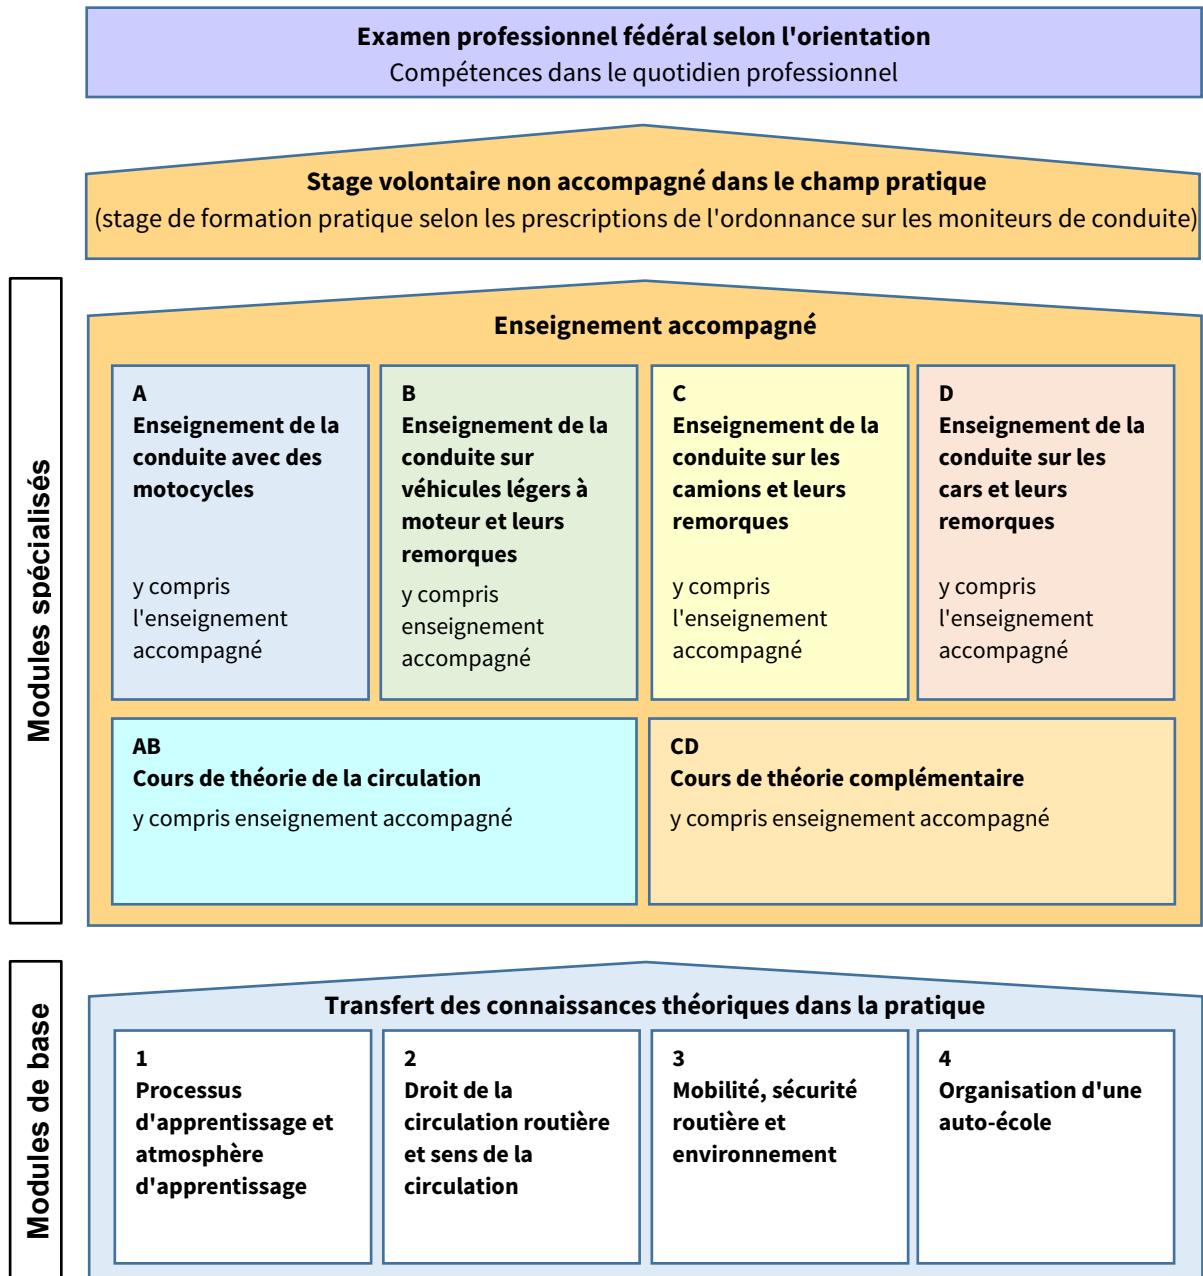 Examen professionnel fédéral selon l'orientation
Compétences dans le quotidien professionnel
Stage volontaire non accompagné dans le champ pratique
(stage de formation pratique selon les prescriptions de l'ordonnance sur les moniteurs de conduite)
Modules spécialisés
Enseignement accompagné
A
Enseignement de la
conduite avec des
motocycles
y compris
l'enseignement
accompagné
B
Enseignement de la
conduite sur
véhicules légers à
moteur et leurs
remorques
y compris
enseignement
accompagné
C
Enseignement de la
conduite sur les
camions et leurs
remorques
y compris
l'enseignement
accompagné
D
Enseignement de la
conduite sur les
cars et leurs
remorques
y compris
l'enseignement
accompagné
AB
Cours de théorie de la circulation
y compris enseignement accompagné
CD
Cours de théorie complémentaire
y compris enseignement accompagné
Modules de base
Transfert des connaissances théoriques dans la pratique
1
Processus
d'apprentissage et
atmosphère
d'apprentissage
2
Droit de la
circulation routière
et sens de la
circulation
3
Mobilité, sécurité
routière et
environnement
4
Organisation d'une
auto-école